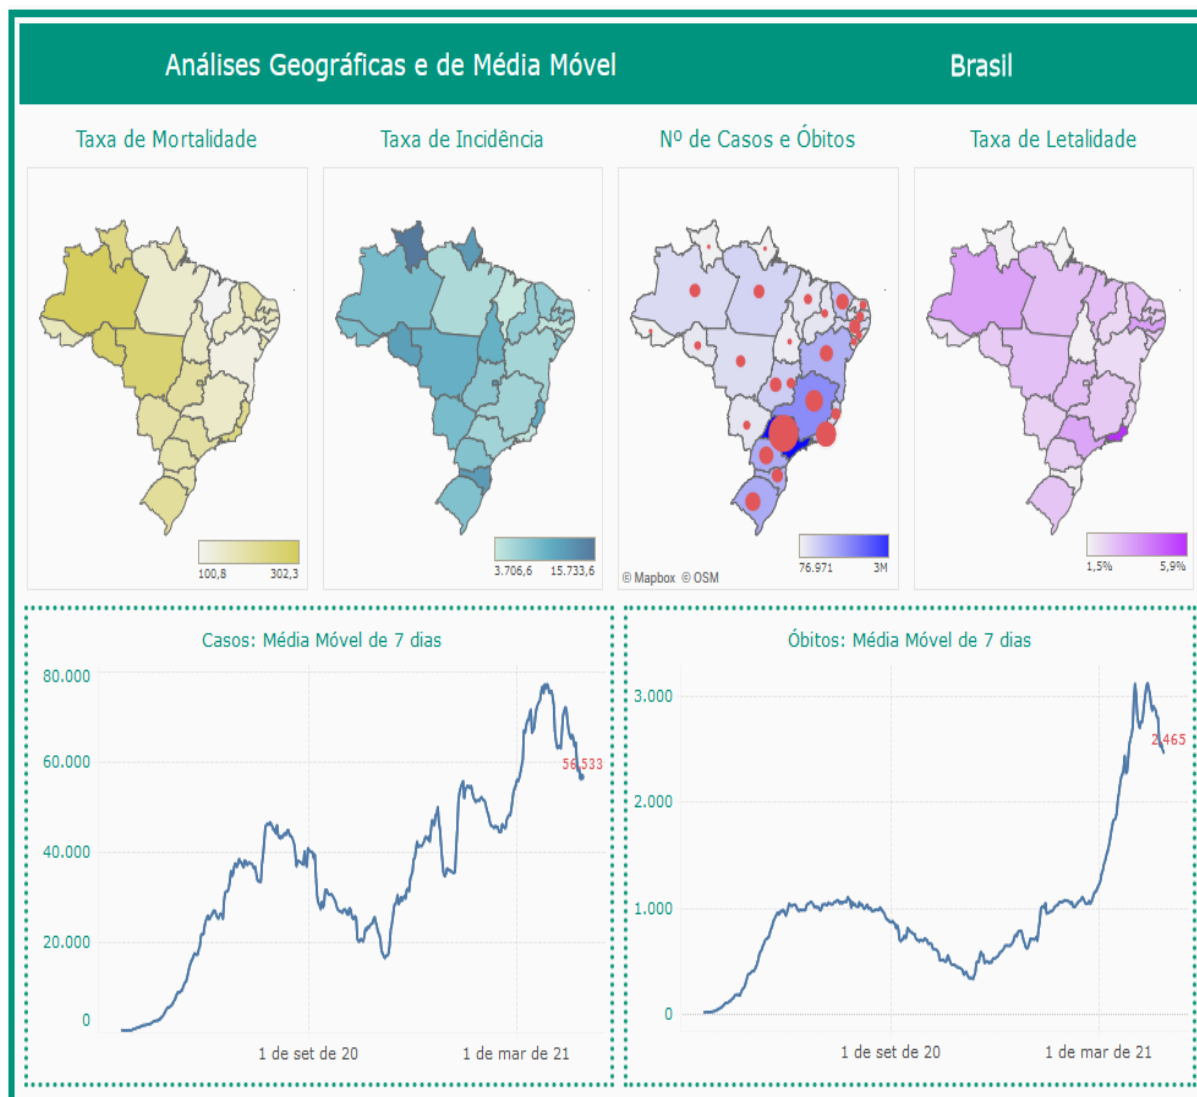 Análises Geográficas e de Média Móvel
Brasil
Taxa de Mortalidade
Taxa de Incidência
Nº de Casos e Óbitos
Taxa de Letalidade
100,8
302,3
3.706,6
15.733,6
© Mapbox © OSM
76.971
3M
1,5%
5,9%
Casos: Média Móvel de 7 dias
80.000
60.000
40.000
20.000
0
56.533
1 de set de 20
1 de mar de 21
Óbitos: Média Móvel de 7 dias
3.000
2.000
1.000
0
2.465
1 de set de 20
1 de mar de 21